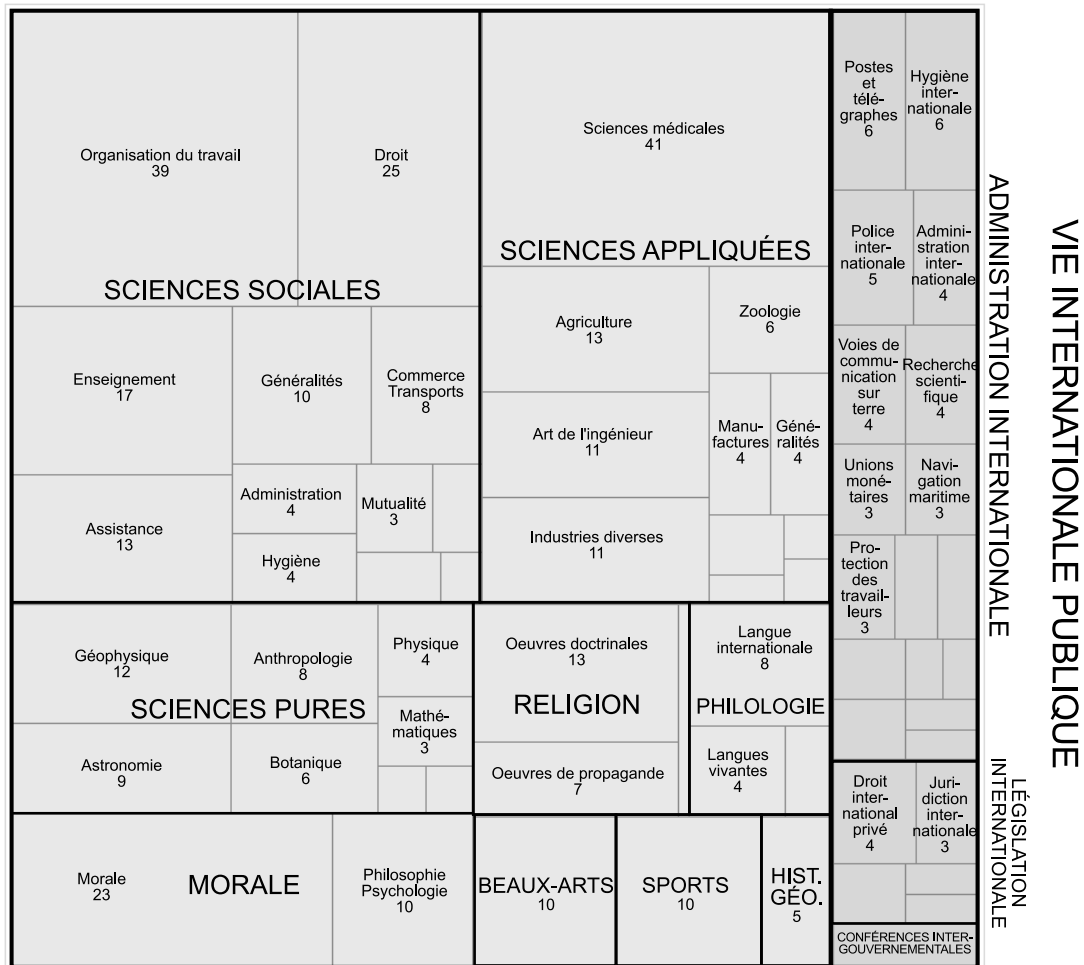 Organisation du travail
39
Droit
25
SCIENCES SOCIALES
Enseignement
17
Généralités
10
Commerce
Transports
8
Assistance
13
Administration
4
Mutualité
3
Hygiène
4
Sciences médicales
41
SCIENCES APPLIQUÉES
Agriculture
13
Zoologie
6
Art de l'ingénieur
11
Manu-
factures
4
Géné-
ralités
4
Industries diverses
11
Géophysique
12
Anthropologie
8
Physique
4
SCIENCES PURES
Mathé-
matiques
3
Astronomie
9
Botanique
6
Oeuvres doctrinales
13
RELIGION
Oeuvres de propagande
7
Langue
internationale
8
PHILOLOGIE
Langues
vivantes
4
Morale
23
MORALE
Philosophie
Psychologie
10
BEAUX-ARTS
10
SPORTS
10
HIST.
GÉO.
5
Postes
et
télé-
graphes
6
Hygiène
inter-
nationale
6
Police
inter-
nationale
5
Admini-
stration
inter-
nationale
4
Voies de
commu-
nication
sur
terre
4
Recherche
scienti-
fique
4
Unions
moné-
taires
3
Navi-
gation
maritime
3
Pro-
tection
des
travail-
leurs
3
Droit
inter-
national
privé
4
Juri-
diction
inter-
nationale
3
CONFÉRENCES INTER-
GOUVERNEMENTALES
ADMINISTRATION INTERNATIONALE
LÉGISLATION
INTERNATIONALE
VIE INTERNATIONALE PUBLIQUE